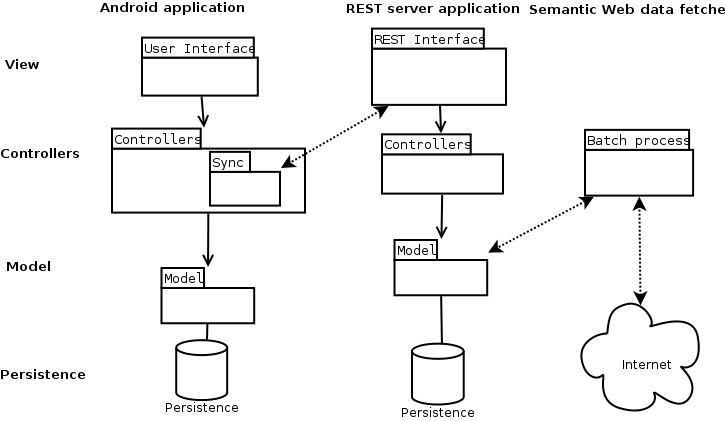 Android application
REST server application
Semantic Web data fetche
View
User Interface
REST Interface
Controllers
Controllers
Sync
Controllers
Batch process
Model
Model
Model
Internet
Persistence
Persistence
Persistence